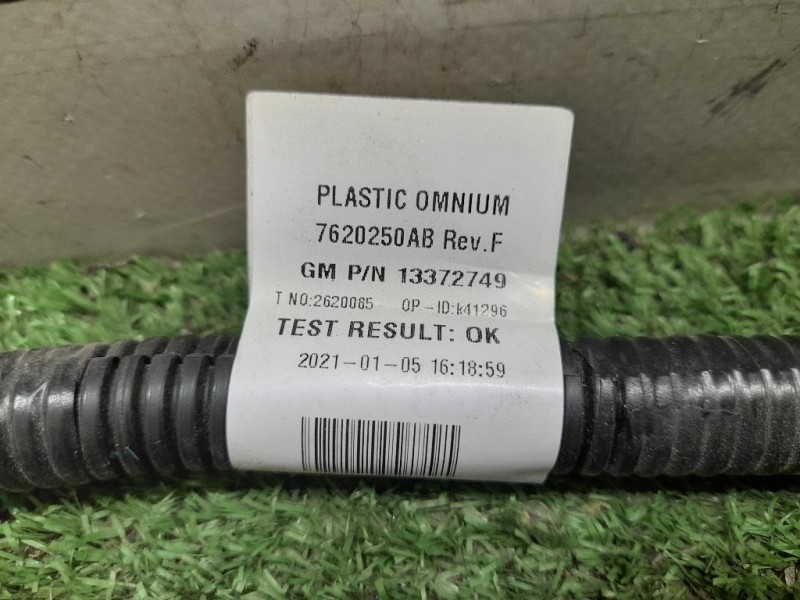 PLASTIC OMNIUM
7620250AB Rev.F
GM P/N 13372749
T NO:2620085 OP-ID:k41296
TEST RESULT: OK
2021-01-05 16:18:59